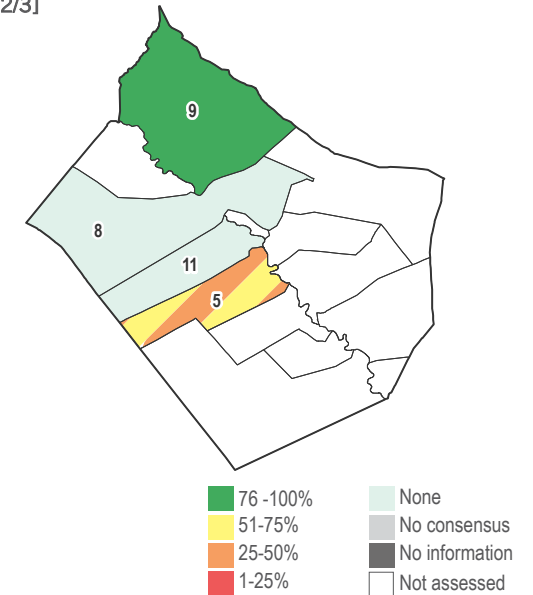 2/3]
9
8
11
5
76 -100%
51-75%
25-50%
1-25%
None
No consensus
No information
Not assessed